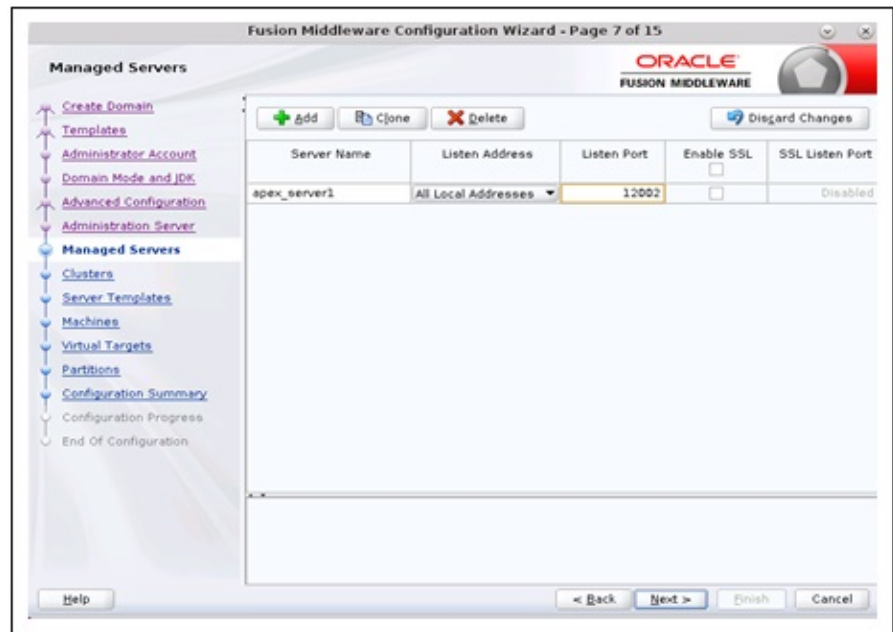 Fusion Middleware Configuration Wizard - Page 7 of 15
Managed Servers
ORACLE
FUSION MIDDLEWARE
Create Domain
Templates
Administrator Account
Domain Mode and JDK
Advanced Configuration
Administration Server
Managed Servers
Clusters
Server Templates
Machines
Virtual Targets
Partitions
Configuration Summary
Configuration Progress
End Of Configuration
Add Clone Delete Discard Changes
Server Name Listen Address Listen Port Enable SSL SSL Listen Port
apex_server1 All Local Addresses 12002 Disabled
Help < Back Next > Finish Cancel